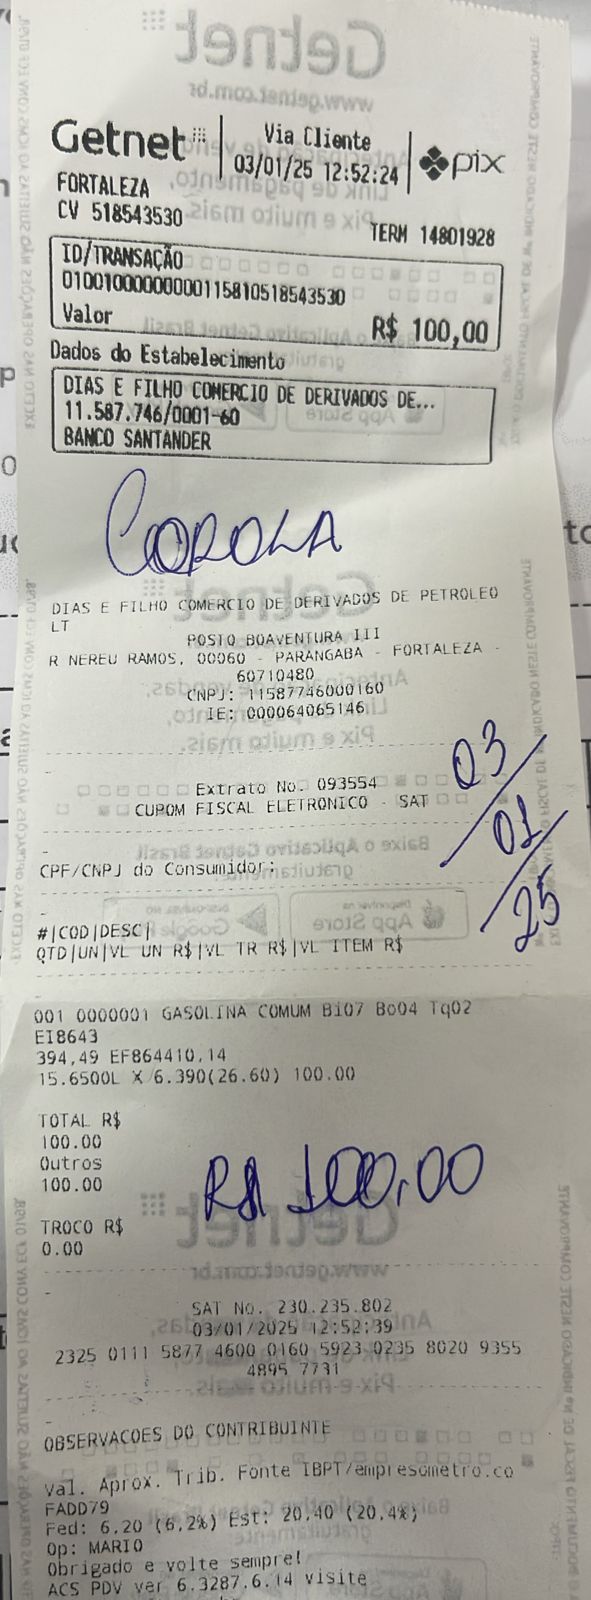 Getnet
www.getnet.com.br
Getnet
Via Cliente
03/01/25 12:52:24
pix
FORTALEZA
CV 518543530
TERM 14801928
ID/TRANSAÇÃO
0100100000000115810518543530
Valor
R$ 100,00
Dados do Estabelecimento
DIAS E FILHO COMERCIO DE DERIVADOS DE...
11.587.746/0001-60
BANCO SANTANDER
COROLA
DIAS E FILHO COMERCIO DE DERIVADOS DE PETROLEO
LT
POSTO BOAVENTURA III
R NEREU RAMOS, 00060 - PARANGABA - FORTALEZA -
60710480
CNPJ: 11587746000160
IE: 000064065146
03/01/25
Extrato No. 093554
CUPOM FISCAL ELETRONICO - SAT
-
CPF/CNPJ do Consumidor:
-
#|COD|DESC|
QTD|UN|VL UN R$|VL TR R$|VL ITEM R$
-
001 0000001 GASOLINA COMUM Bi07 Bo04 Tq02
EI8643
394,49 EF864410,14
15.6500L X 6.390(26.60) 100.00
TOTAL R$
100.00
Outros
100.00
R$ 100,00
TROCO R$
0.00
-
SAT No. 230.235.802
03/01/2025 12:52:39
2325 0111 5877 4600 0160 5923 0235 8020 9355
4895 7731
-
OBSERVACOES DO CONTRIBUINTE
Val. Aprox. Trib. Fonte IBPT/empresometro.co
FADD79
Fed: 6,20 (6,2%) Est: 20,40 (20,4%)
Op: MARIO
Obrigado e volte sempre!
ACS PDV ver 6.3287.6.14 visite